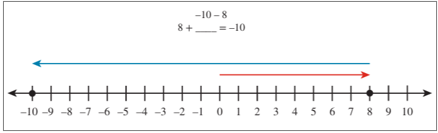 –10 – 8
8 + ____ = –10
–10 –9 –8 –7 –6 –5 –4 –3 –2 –1 0 1 2 3 4 5 6 7 8 9 10